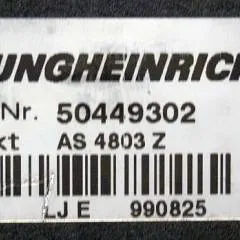 UNGHEINRICH
Nr. 50449302
kt AS 4803 Z
LJ E 990825